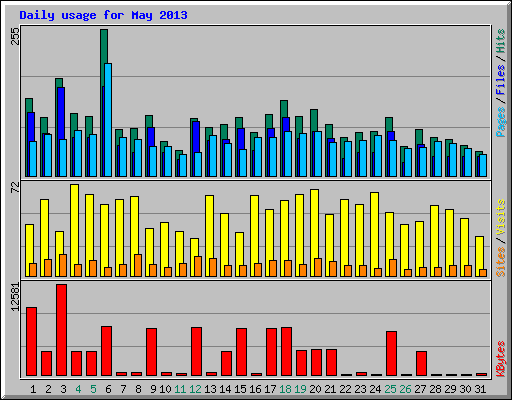 Daily usage for May 2013
255
Pages / Files / Hits
72
Sites / Visits
12581
KBytes
1 2 3 4 5 6 7 8 9 10 11 12 13 14 15 16 17 18 19 20 21 22 23 24 25 26 27 28 29 30 31